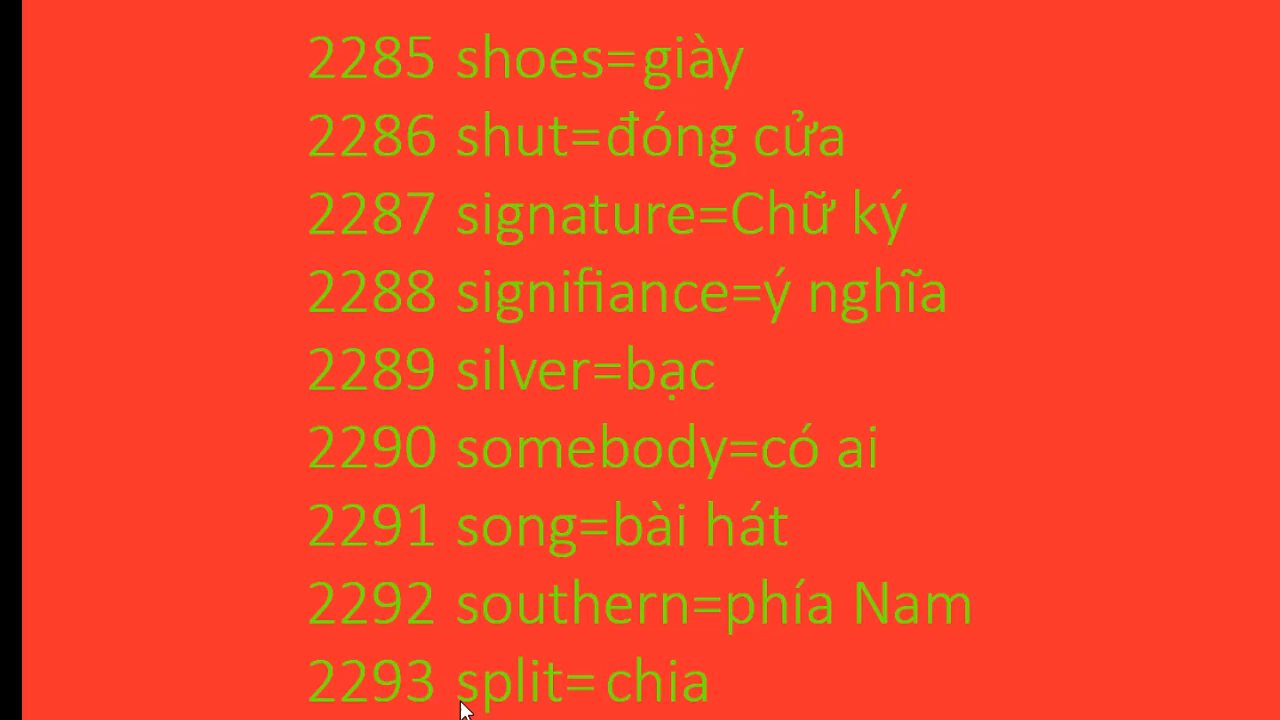 2285 shoes=giày
2286 shut=đóng cửa
2287 signature=Chữ ký
2288 signifiance=ý nghĩa
2289 silver=bạc
2290 somebody=có ai
2291 song=bài hát
2292 southern=phía Nam
2293 split= chia